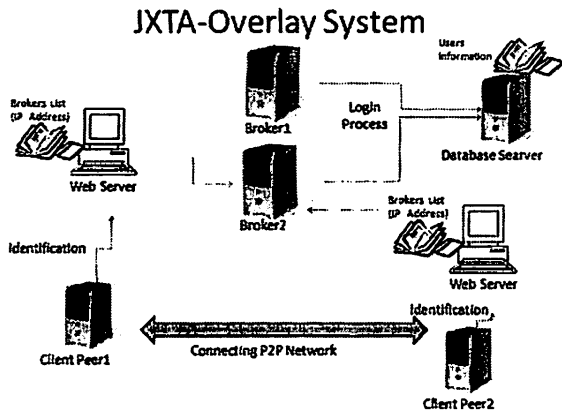 JXTA-Overlay System
Users
Information
Brokers List
(IP Address)
Web Server
Broker1
Login
Process
Database Searver
Broker2
Brokers List
(IP Address)
Web Server
Identification
Client Peer1
Connecting P2P Network
Identification
Client Peer2